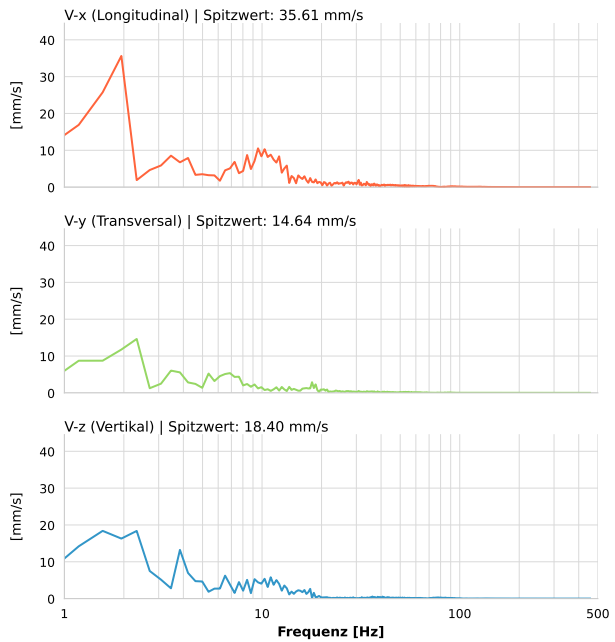 V-x (Longitudinal) | Spitzwert: 35.61 mm/s
40
30
20
10
0
[mm/s]
V-y (Transversal) | Spitzwert: 14.64 mm/s
40
30
20
10
0
[mm/s]
V-z (Vertikal) | Spitzwert: 18.40 mm/s
40
30
20
10
0
[mm/s]
1 10 100 500
Frequenz [Hz]